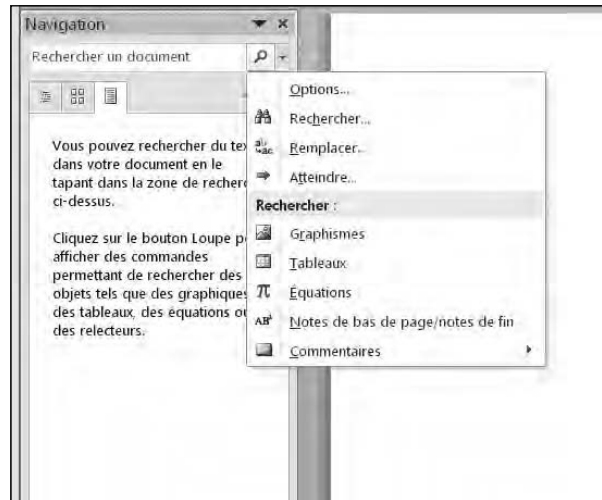 Navigation
Rechercher un document
Options...
Rechercher...
Remplacer...
Atteindre...
Rechercher :
Graphismes
Tableaux
Équations
Notes de bas de page/notes de fin
Commentaires
Vous pouvez rechercher du
dans votre document en le
tapant dans la zone de
ci-dessus.
Cliquez sur le bouton Loupe
afficher des commandes
permettant de rechercher des
objets tels que des graphiques
des tableaux, des équations
des relecteurs.